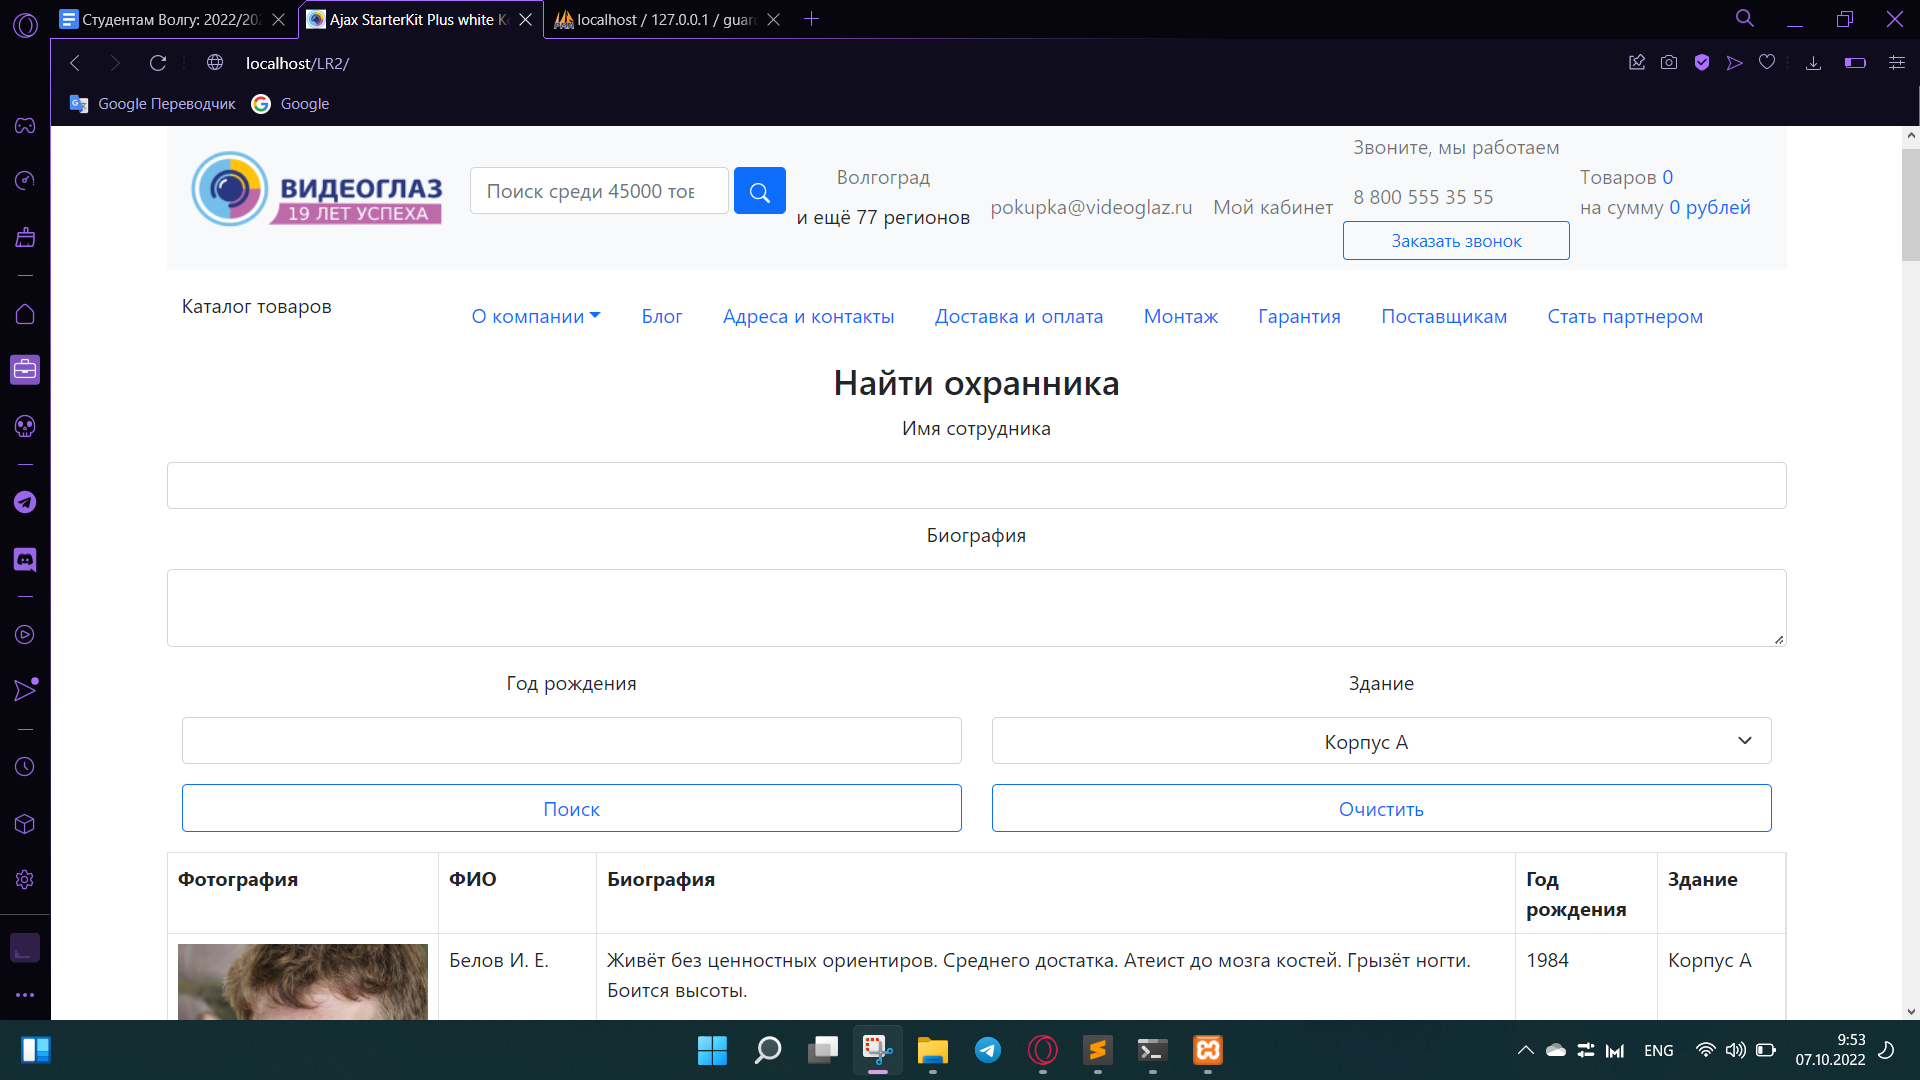 Студентам Волгу: 2022/202
Ajax StarterKit Plus white К
localhost / 127.0.0.1 / guar
localhost/LR2/
Google Переводчик
Google
ВИДЕОГЛАЗ
19 ЛЕТ УСПЕХА
Поиск среди 45000 тов
Волгоград
и ещё 77 регионов
pokupka@videoglaz.ru
Мой кабинет
Звоните, мы работаем
8 800 555 35 55
Заказать звонок
Товаров 0
на сумму 0 рублей
Каталог товаров
О компании
Блог
Адреса и контакты
Доставка и оплата
Монтаж
Гарантия
Поставщикам
Стать партнером
Найти охранника
Имя сотрудника
Биография
Год рождения
Здание
Корпус А
Поиск
Очистить
Фотография
ФИО
Биография
Год
рождения
Здание
Белов И. Е.
Живёт без ценностных ориентиров. Среднего достатка. Атеист до мозга костей. Грызёт ногти.
Боится высоты.
1984
Корпус А
ENG
9:53
07.10.2022